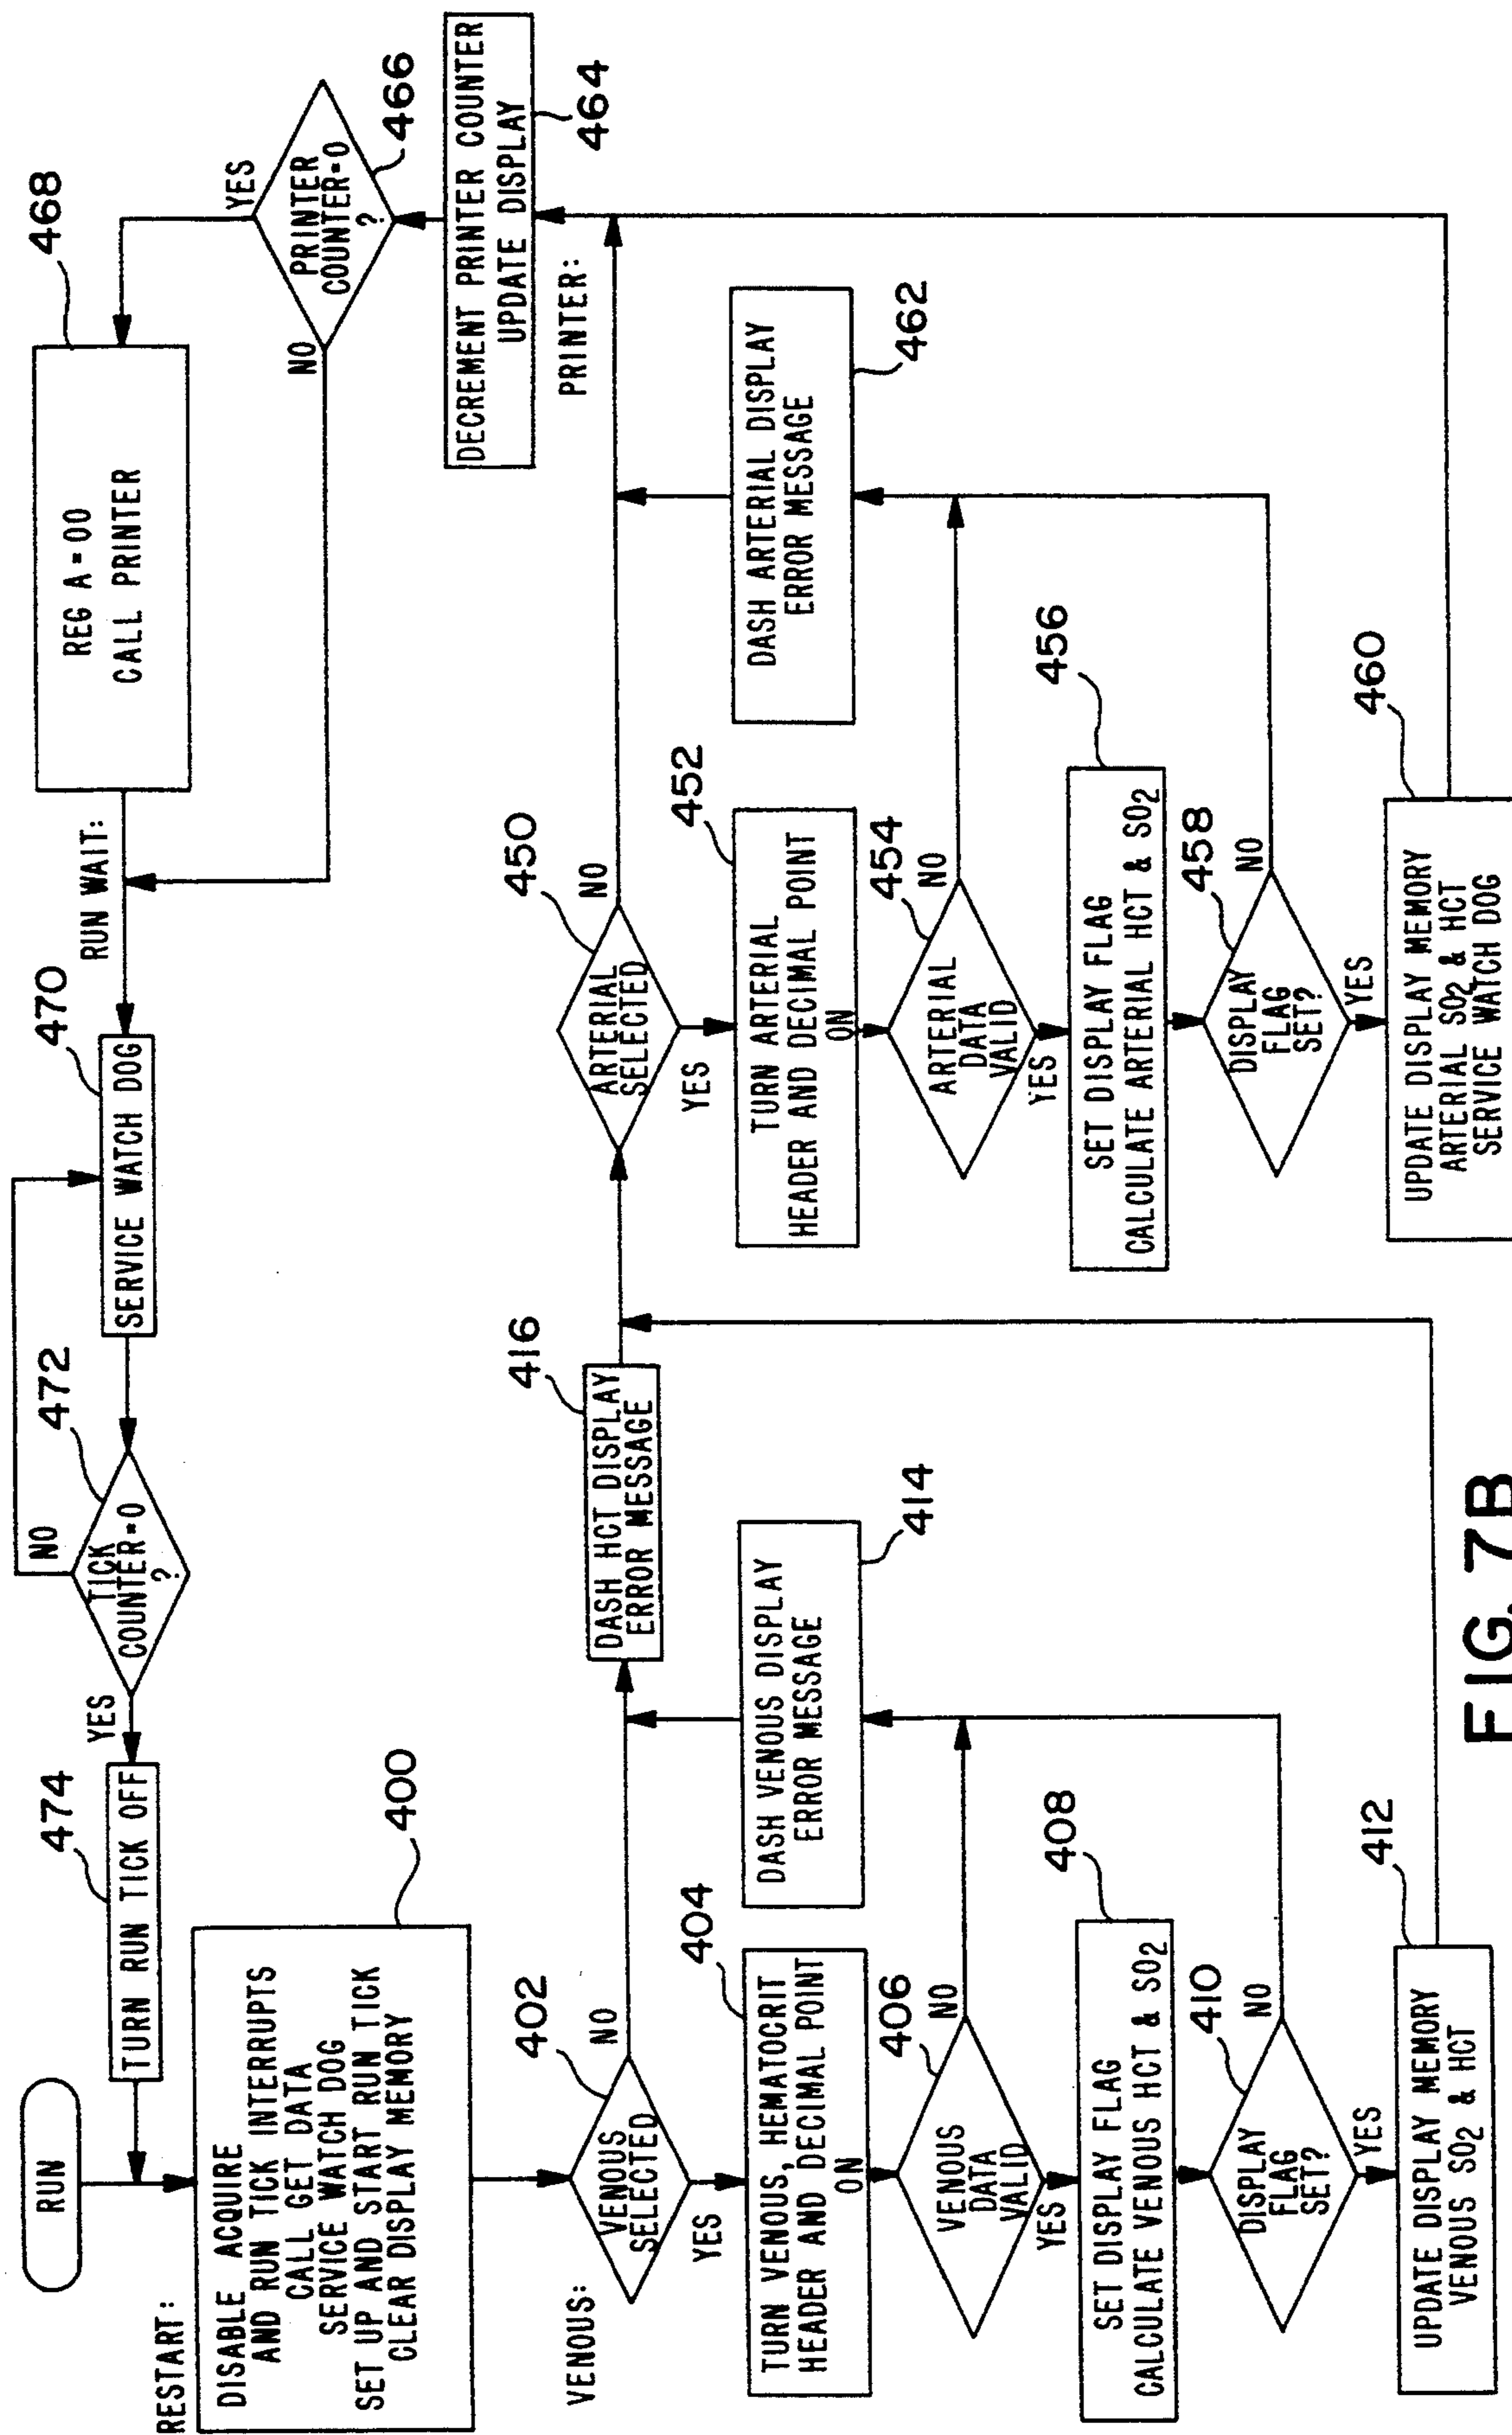 RUN
RESTART:
DISABLE ACQUIRE
AND RUN TICK INTERRUPTS
CALL GET DATA
SERVICE WATCH DOG
SET UP AND START RUN TICK
CLEAR DISPLAY MEMORY
400
TURN RUN TICK OFF
474
YES
TICK
COUNTER=0
?
NO
472
SERVICE WATCH DOG
470
RUN WAIT:
REG A = 00
CALL PRINTER
468
YES
PRINTER
COUNTER=0
?
NO
466
DECREMENT PRINTER COUNTER
UPDATE DISPLAY
464
PRINTER:
VENOUS:
VENOUS
SELECTED
402
NO
YES
TURN VENOUS, HEMATOCRIT
HEADER AND DECIMAL POINT
ON
404
VENOUS
DATA
VALID
406
NO
YES
SET DISPLAY FLAG
CALCULATE VENOUS HCT & SO2
408
DISPLAY
FLAG
SET?
410
NO
YES
UPDATE DISPLAY MEMORY
VENOUS SO2 & HCT
412
DASH VENOUS DISPLAY
ERROR MESSAGE
414
DASH HCT DISPLAY
ERROR MESSAGE
416
ARTERIAL
SELECTED
450
NO
YES
TURN ARTERIAL
HEADER AND DECIMAL POINT
ON
452
ARTERIAL
DATA
VALID
454
NO
YES
SET DISPLAY FLAG
CALCULATE ARTERIAL HCT & SO2
456
DISPLAY
FLAG
SET?
458
NO
YES
UPDATE DISPLAY MEMORY
ARTERIAL SO2 & HCT
SERVICE WATCH DOG
460
DASH ARTERIAL DISPLAY
ERROR MESSAGE
462
FIG. 7B